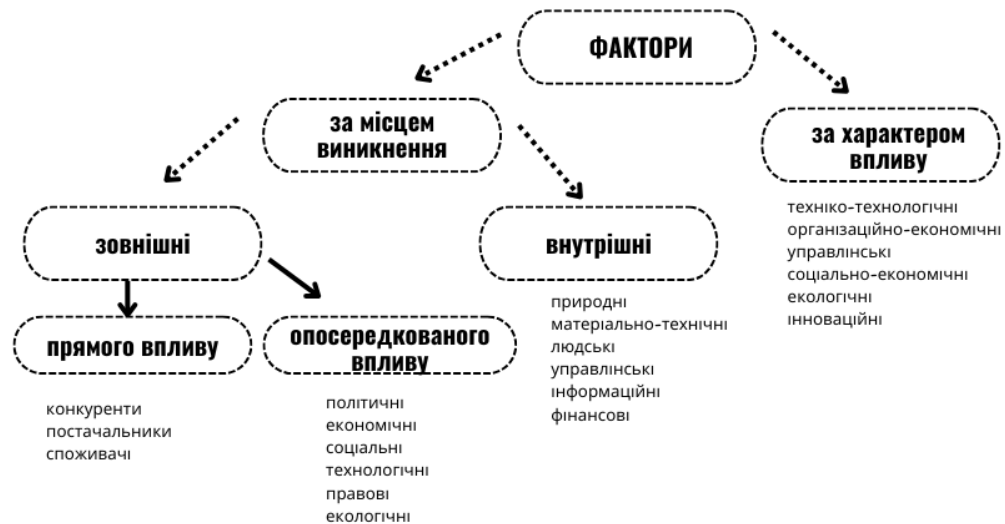 ФАКТОРИ
за місцем
виникнення
за характером
впливу
техніко-технологічні
організаційно-економічні
управлінські
соціально-економічні
екологічні
інноваційні
зовнішні
внутрішні
природні
матеріально-технічні
людські
управлінські
інформаційні
фінансові
прямого впливу
опосередкованого
впливу
конкуренти
постачальники
споживачі
політичні
економічні
соціальні
технологічні
правові
екологічні